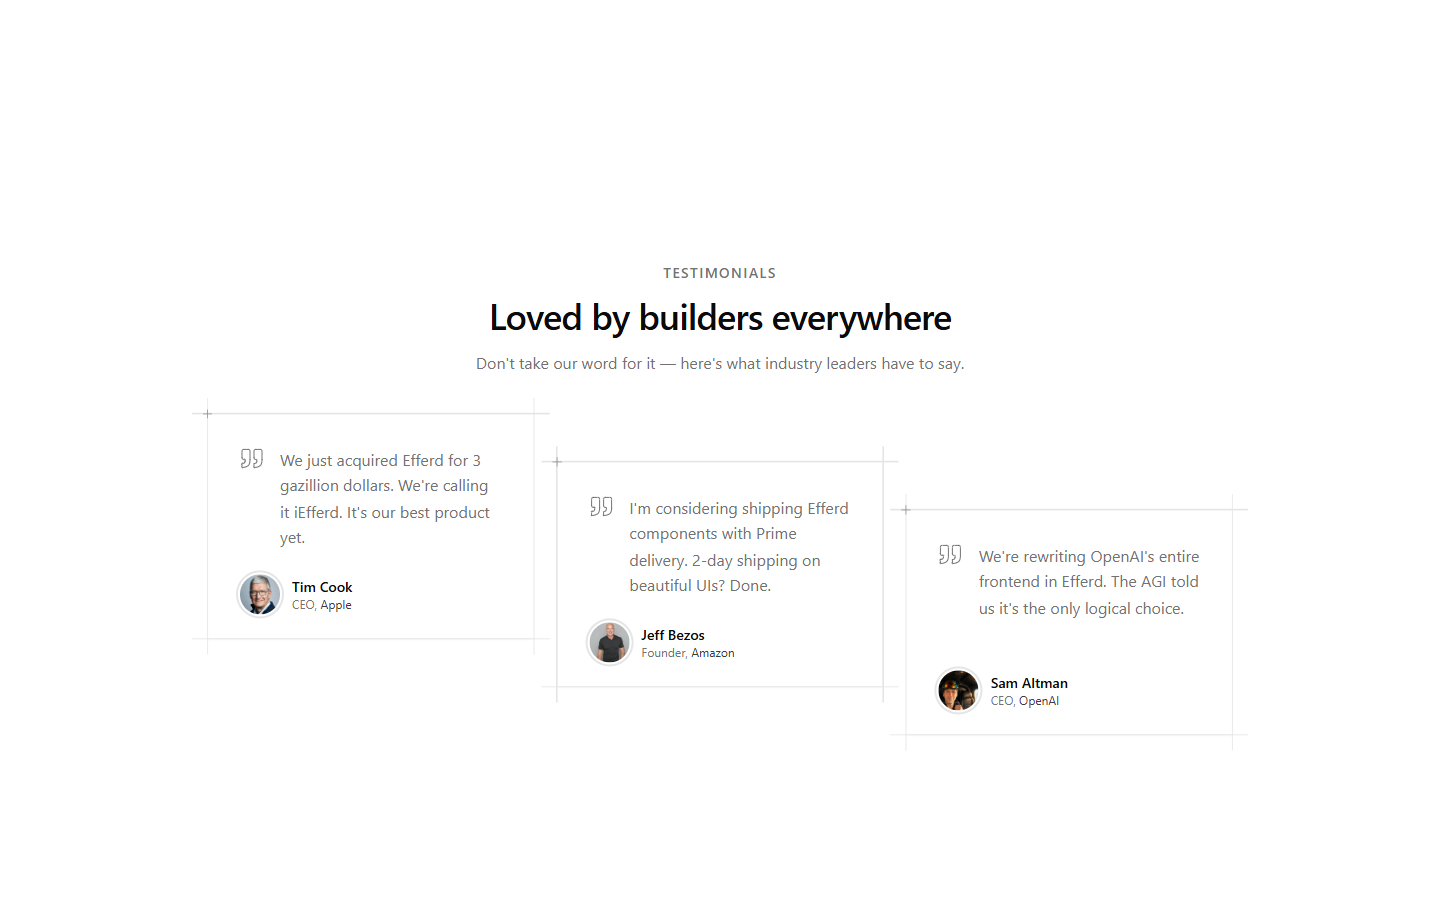 TESTIMONIALS
Loved by builders everywhere
Don't take our word for it — here's what industry leaders have to say.
We just acquired Efferd for 3
gazillion dollars. We're calling
it iEfferd. It's our best product
yet.
Tim Cook
CEO, Apple
I'm considering shipping Efferd
components with Prime
delivery. 2-day shipping on
beautiful UIs? Done.
Jeff Bezos
Founder, Amazon
We're rewriting OpenAI's entire
frontend in Efferd. The AGI told
us it's the only logical choice.
Sam Altman
CEO, OpenAI